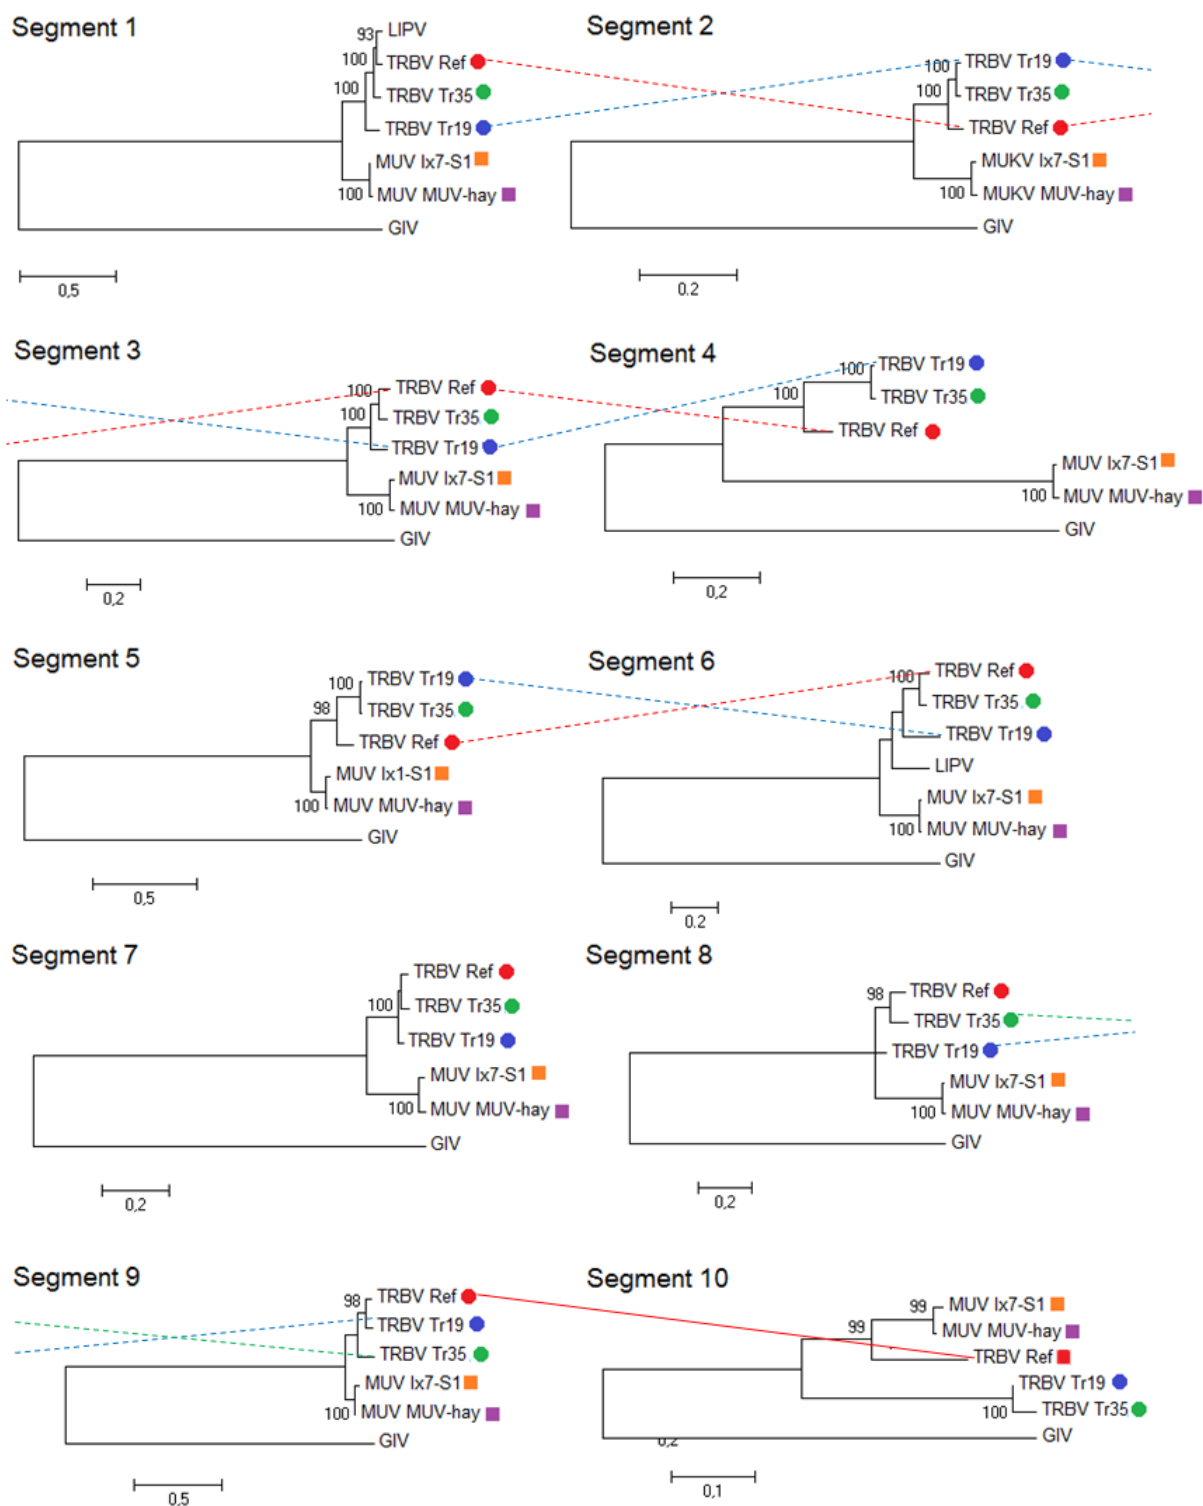 Segment 1
93
LIPV
100
TRBV Ref
100
TRBV Tr35
TRBV Tr19
MUV Ix7-S1
100
MUV MUV-hay
GIV
0,5
Segment 2
100
TRBV Tr19
100
TRBV Tr35
TRBV Ref
MUKV Ix7-S1
100
MUKV MUV-hay
GIV
0.2
Segment 3
100
TRBV Ref
100
TRBV Tr35
TRBV Tr19
MUV Ix7-S1
100
MUV MUV-hay
GIV
0,2
Segment 4
100
TRBV Tr19
100
TRBV Tr35
TRBV Ref
MUV Ix7-S1
100
MUV MUV-hay
GIV
0,2
Segment 5
100
TRBV Tr19
98
TRBV Tr35
TRBV Ref
MUV Ix1-S1
100
MUV MUV-hay
GIV
0,5
Segment 6
100
TRBV Ref
TRBV Tr35
TRBV Tr19
LIPV
MUV Ix7-S1
100
MUV MUV-hay
GIV
0.2
Segment 7
TRBV Ref
100
TRBV Tr35
TRBV Tr19
MUV Ix7-S1
100
MUV MUV-hay
GIV
0,2
Segment 8
98
TRBV Ref
TRBV Tr35
TRBV Tr19
MUV Ix7-S1
100
MUV MUV-hay
GIV
0,2
Segment 9
98
TRBV Ref
TRBV Tr19
TRBV Tr35
MUV Ix7-S1
100
MUV MUV-hay
GIV
0,5
Segment 10
99
MUV Ix7-S1
99
MUV MUV-hay
TRBV Ref
TRBV Tr19
100
TRBV Tr35
GIV
0,2
0,1